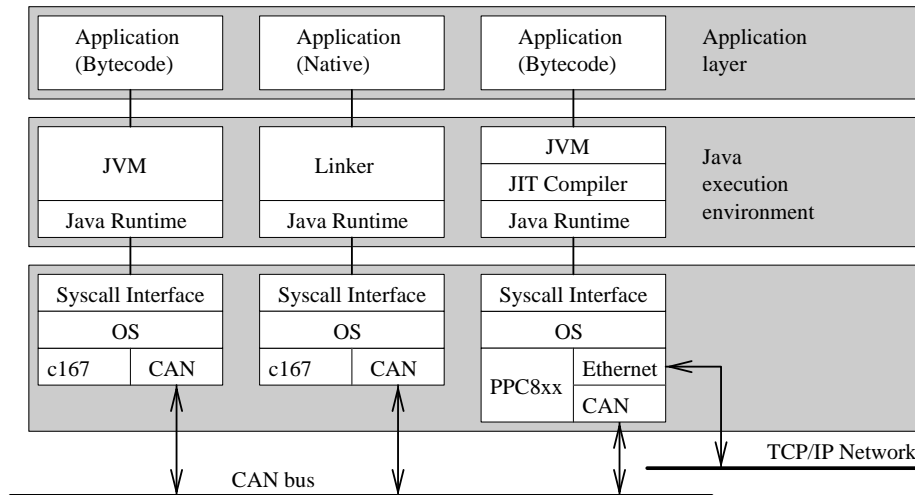 Application
(Bytecode)
Application
(Native)
Application
(Bytecode)
Application
layer
JVM
Java Runtime
Linker
Java Runtime
JVM
JIT Compiler
Java Runtime
Java
execution
environment
Syscall Interface
OS
c167
CAN
Syscall Interface
OS
c167
CAN
Syscall Interface
OS
PPC8xx
Ethernet
CAN
TCP/IP Network
CAN bus